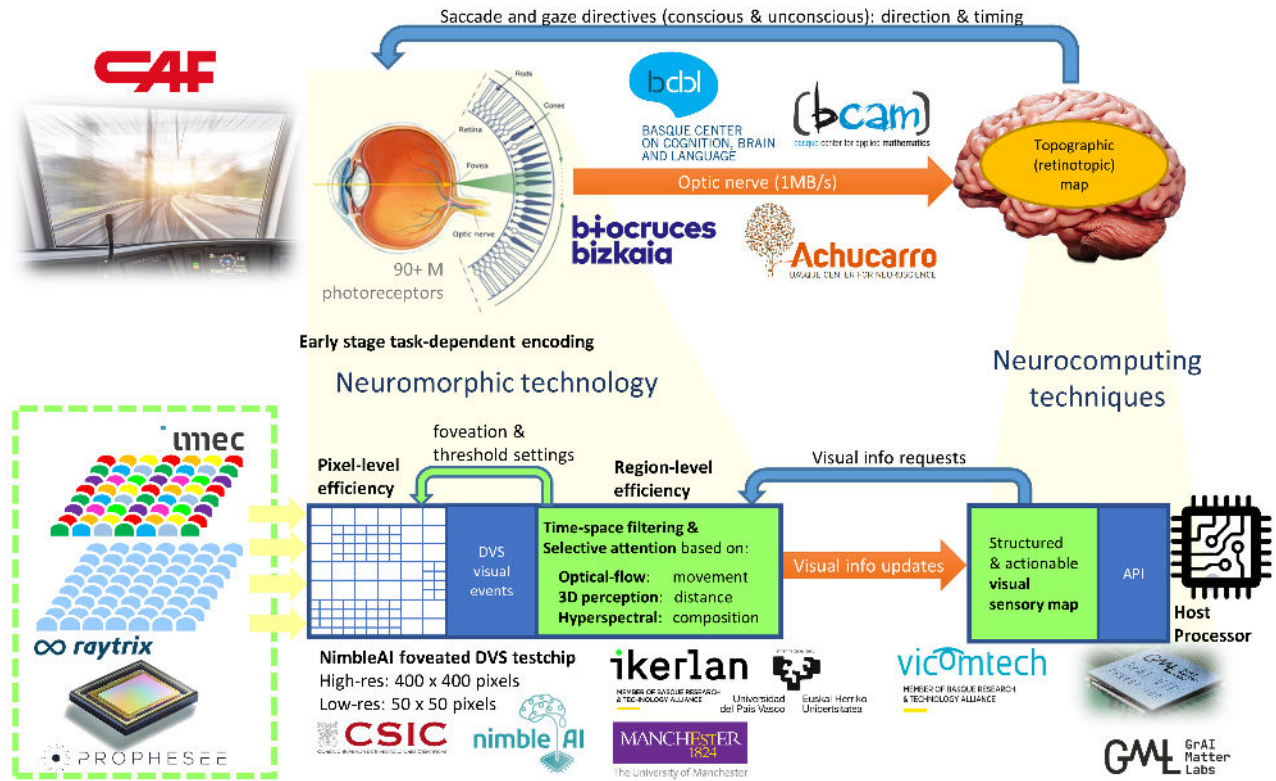 Saccade and gaze directives (conscious & unconscious): direction & timing
CAF
Rods
Cones
Retina
Fovea
Optic nerve
90+ M
photoreceptors
bcbl
BASQUE CENTER
ON COGNITION, BRAIN
AND LANGUAGE
(bcam)
basque center for applied mathematics
Optic nerve (1MB/s)
biocruces
bizkaia
Achucarro
BASQUE CENTER FOR NEUROSCIENCE
Topographic
(retinotopic)
map
Early stage task-dependent encoding
Neuromorphic technology
Neurocomputing
techniques
imec
raytrix
PROPHESEE
foveation &
threshold settings
Pixel-level
efficiency
Region-level
efficiency
Visual info requests
DVS
visual
events
Time-space filtering &
Selective attention based on:
Optical-flow: movement
3D perception: distance
Hyperspectral: composition
Visual info updates
Structured
& actionable
visual
sensory map
API
Host
Processor
NimbleAI foveated DVS testchip
High-res: 400 x 400 pixels
Low-res: 50 x 50 pixels
CSIC
nimble AI
ikerlan
MEMBER OF BASQUE RESEARCH
& TECHNOLOGY ALLIANCE
Universidad
del País Vasco
Euskal Herriko
Unibertsitatea
MANCHESTER
1824
The University of Manchester
vicomtech
MEMBER OF BASQUE RESEARCH
& TECHNOLOGY ALLIANCE
GML
GrAI
Matter
Labs